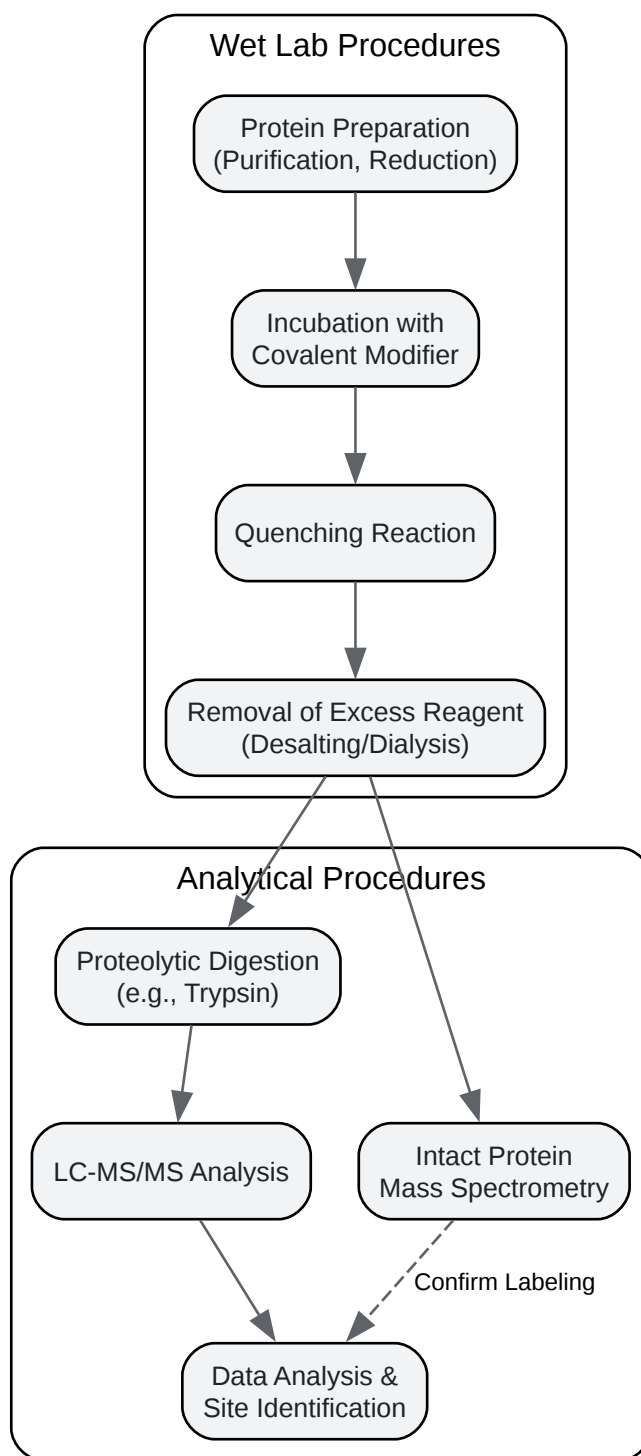 Wet Lab Procedures
Protein Preparation
(Purification, Reduction)
Incubation with
Covalent Modifier
Quenching Reaction
Removal of Excess Reagent
(Desalting/Dialysis)
Analytical Procedures
Proteolytic Digestion
(e.g., Trypsin)
LC-MS/MS Analysis
Intact Protein
Mass Spectrometry
Confirm Labeling
Data Analysis &
Site Identification